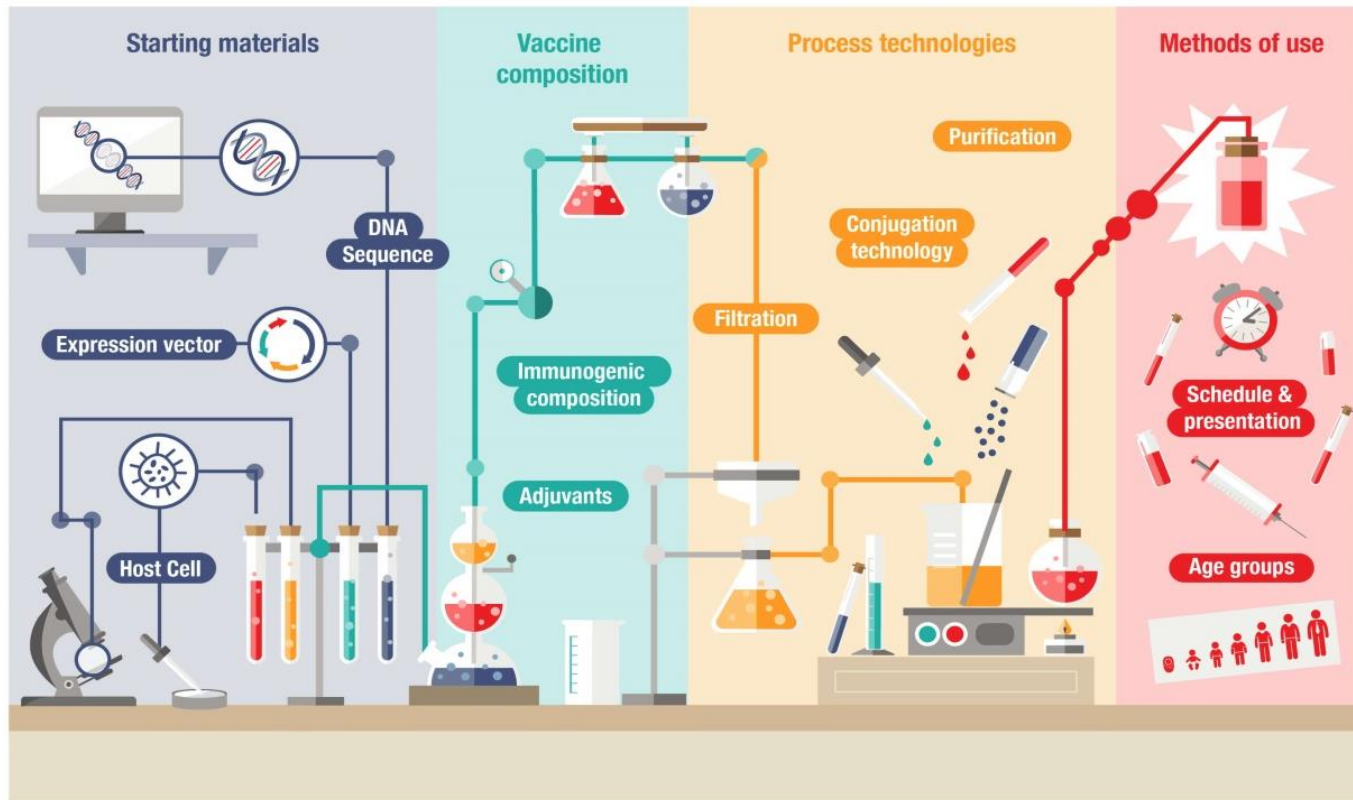 Starting materials
DNA
Sequence
Expression vector
Host Cell
Vaccine
composition
Immunogenic
composition
Adjuvants
Process technologies
Purification
Conjugation
technology
Filtration
Methods of use
Schedule &
presentation
Age groups